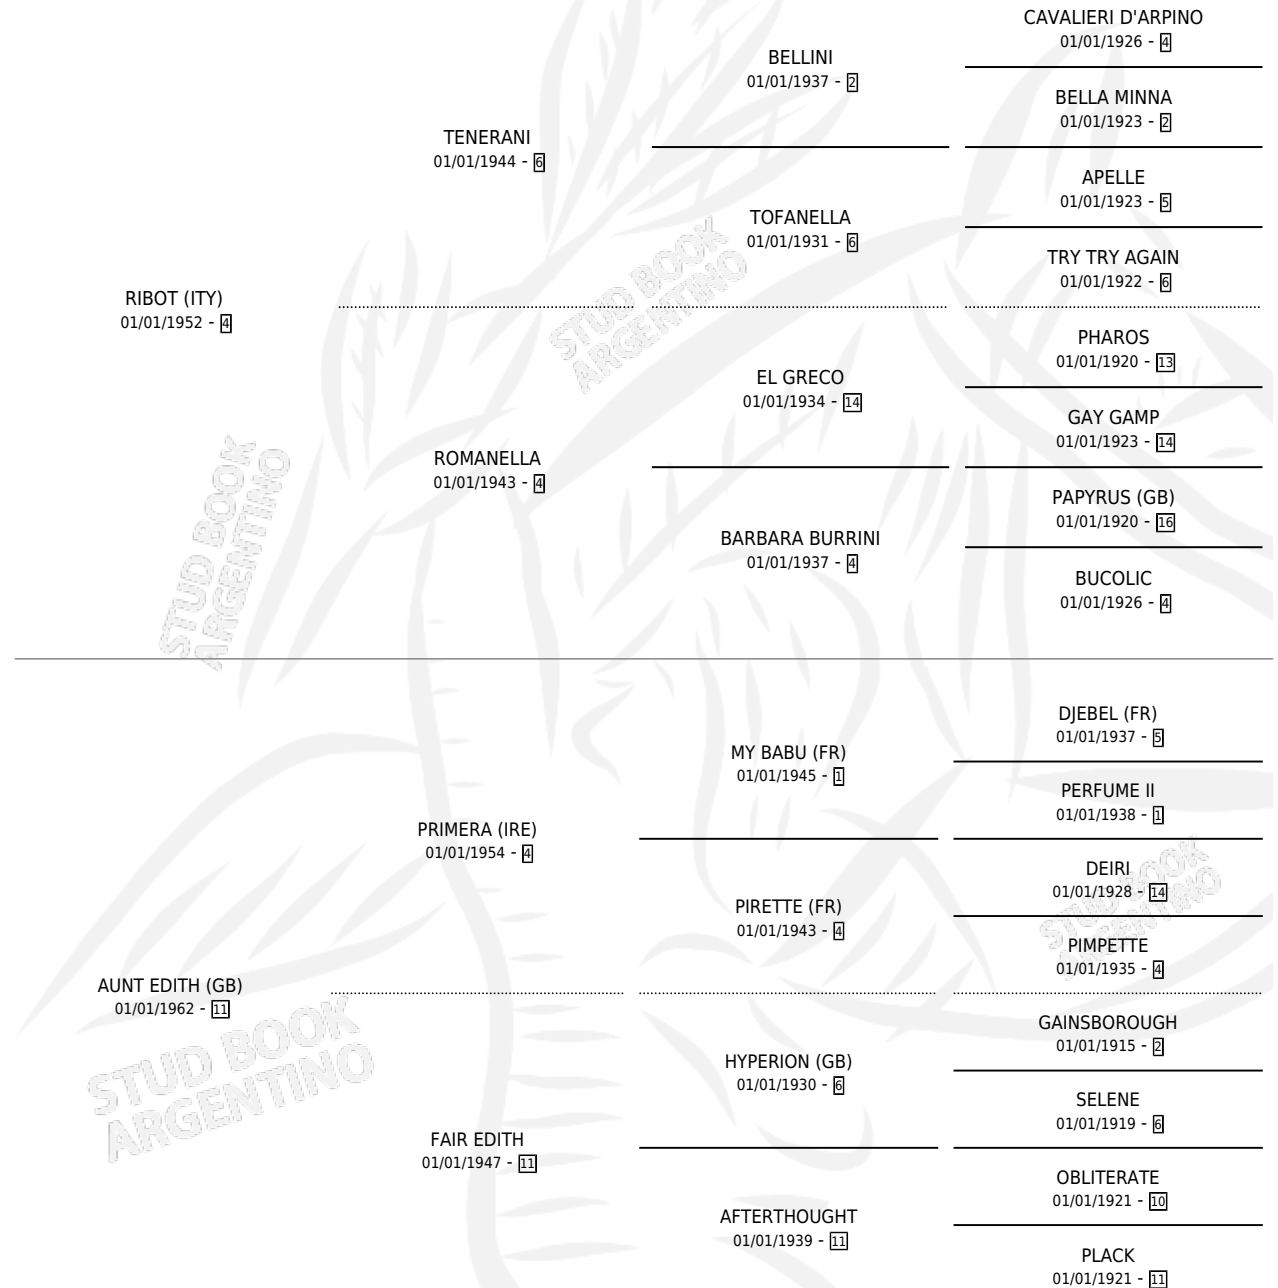 CAVALIERI D'ARPINO
01/01/1926 - 4
BELLINI
01/01/1937 - 2
BELLA MINNA
01/01/1923 - 2
TENERANI
01/01/1944 - 6
APELLE
01/01/1923 - 5
TOFANELLA
01/01/1931 - 6
TRY TRY AGAIN
01/01/1922 - 6
RIBOT (ITY)
01/01/1952 - 4
PHAROS
01/01/1920 - 13
EL GRECO
01/01/1934 - 14
GAY GAMP
01/01/1923 - 14
ROMANELLA
01/01/1943 - 4
PAPYRUS (GB)
01/01/1920 - 16
BARBARA BURRINI
01/01/1937 - 4
BUCOLIC
01/01/1926 - 4
DJEBEL (FR)
01/01/1937 - 5
MY BABU (FR)
01/01/1945 - 1
PERFUME II
01/01/1938 - 1
PRIMERA (IRE)
01/01/1954 - 4
DEIRI
01/01/1928 - 14
PIRETTE (FR)
01/01/1943 - 4
PIMPETTE
01/01/1935 - 4
AUNT EDITH (GB)
01/01/1962 - 11
GAINSBOROUGH
01/01/1915 - 2
HYPERION (GB)
01/01/1930 - 6
SELENE
01/01/1919 - 6
FAIR EDITH
01/01/1947 - 11
OBLITERATE
01/01/1921 - 10
AFTERTHOUGHT
01/01/1939 - 11
PLACK
01/01/1921 - 11
STUD BOOK
ARGENTINO
STUD BOOK
ARGENTINO
STUD BOOK
ARGENTINO
STUD BOOK
ARGENTINO